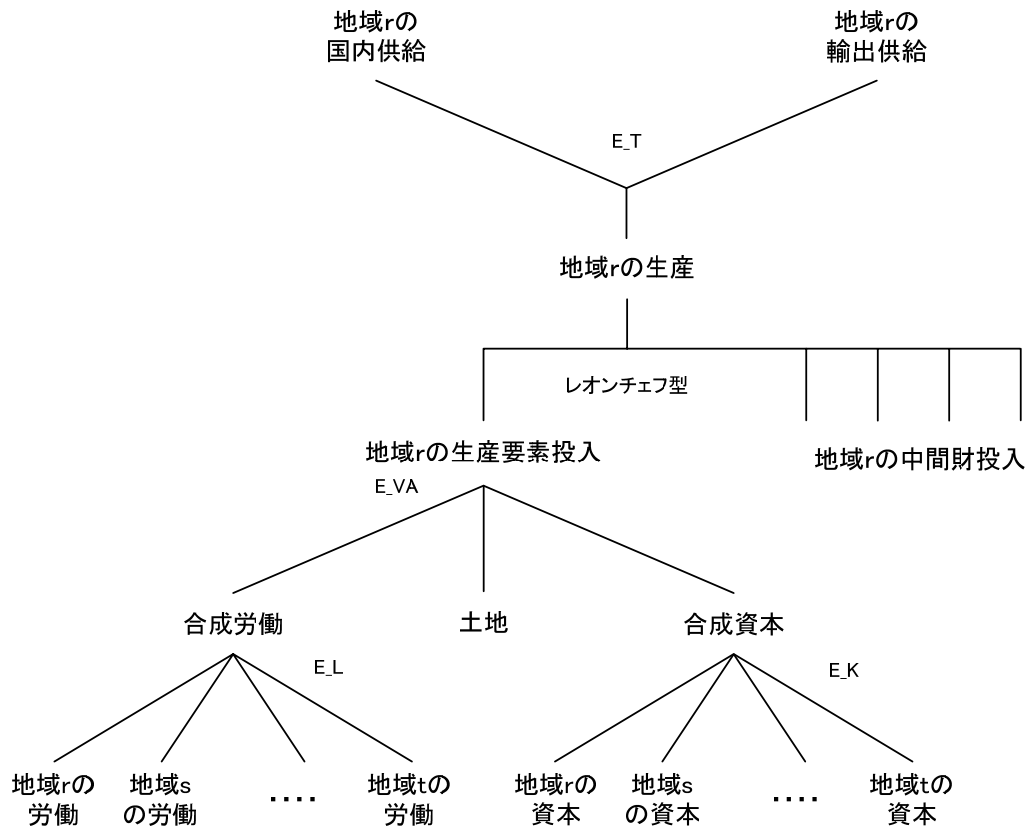 地域rの
国内供給
地域rの
輸出供給
E_T
地域rの生産
レオンチェフ型
地域rの生産要素投入
地域rの中間財投入
E_VA
合成労働
土地
合成資本
E_L
E_K
地域rの
労働
地域s
の労働
････
地域tの
労働
地域rの
資本
地域s
の資本
････
地域tの
資本